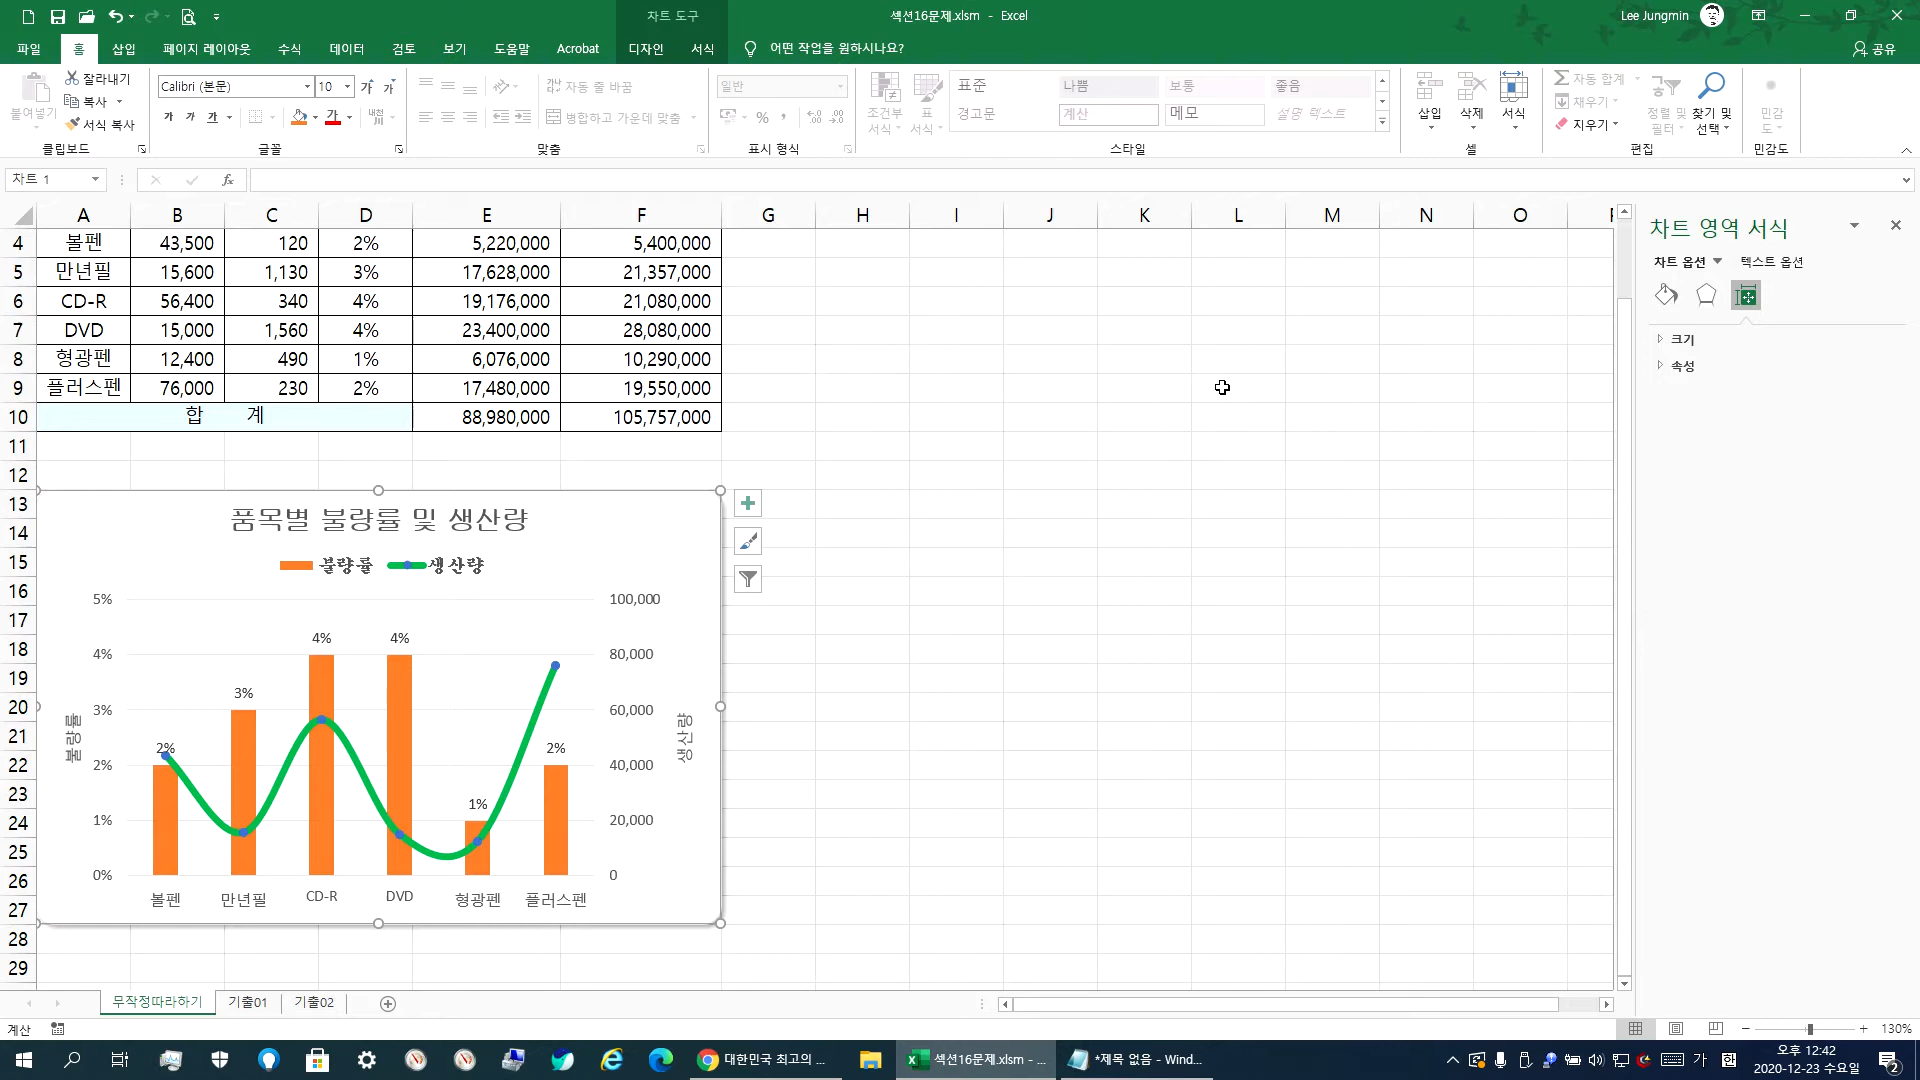 차트 도구
섹션16문제.xlsm - Excel
Lee Jungmin
파일 홈 삽입 페이지 레이아웃 수식 데이터 검토 보기 도움말 Acrobat 디자인 서식 어떤 작업을 원하시나요? 공유
붙여넣기
잘라내기
복사
서식 복사
클립보드
Calibri (본문) 10
가 가
가 가 가 가 내천
글꼴
자동 줄 바꿈
병합하고 가운데 맞춤
맞춤
일반
%
표시 형식
조건부 서식
표 서식
표준 나쁨 보통 좋음
경고문 계산 메모 설명 텍스트
스타일
삽입 삭제 서식
셀
자동 합계
채우기
지우기
정렬 및 필터
찾기 및 선택
편집
민감도
민감도
차트 1
fx
A B C D E F G H I J K L M N O
4 볼펜 43,500 120 2% 5,220,000 5,400,000
5 만년필 15,600 1,130 3% 17,628,000 21,357,000
6 CD-R 56,400 340 4% 19,176,000 21,080,000
7 DVD 15,000 1,560 4% 23,400,000 28,080,000
8 형광펜 12,400 490 1% 6,076,000 10,290,000
9 플러스펜 76,000 230 2% 17,480,000 19,550,000
10 합 계 88,980,000 105,757,000
11
12
13
14
15
16
17
18
19
20
21
22
23
24
25
26
27
28
29
품목별 불량률 및 생산량
불량률 생산량
5% 100,000
4% 80,000
3% 60,000
2% 40,000
1% 20,000
0% 0
2% 3% 4% 4% 1% 2%
불량률
생산량
볼펜 만년필 CD-R DVD 형광펜 플러스펜
차트 영역 서식
차트 옵션 텍스트 옵션
크기
속성
무작정따라하기 기출01 기출02
계산
130%
대한민국 최고의 ...
섹션16문제.xlsm - ...
*제목 없음 - Wind...
가 한
오후 12:42
2020-12-23 수요일
2